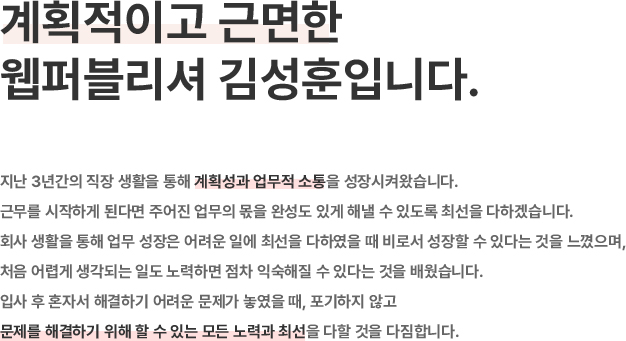 계획적이고 근면한
웹퍼블리셔 김성훈입니다.
지난 3년간의 직장 생활을 통해 계획성과 업무적 소통을 성장시켜왔습니다.
근무를 시작하게 된다면 주어진 업무의 몫을 완성도 있게 해낼 수 있도록 최선을 다하겠습니다.
회사 생활을 통해 업무 성장은 어려운 일에 최선을 다하였을 때 비로서 성장할 수 있다는 것을 느꼈으며,
처음 어렵게 생각되는 일도 노력하면 점차 익숙해질 수 있다는 것을 배웠습니다.
입사 후 혼자서 해결하기 어려운 문제가 놓였을 때, 포기하지 않고
문제를 해결하기 위해 할 수 있는 모든 노력과 최선을 다할 것을 다짐합니다.